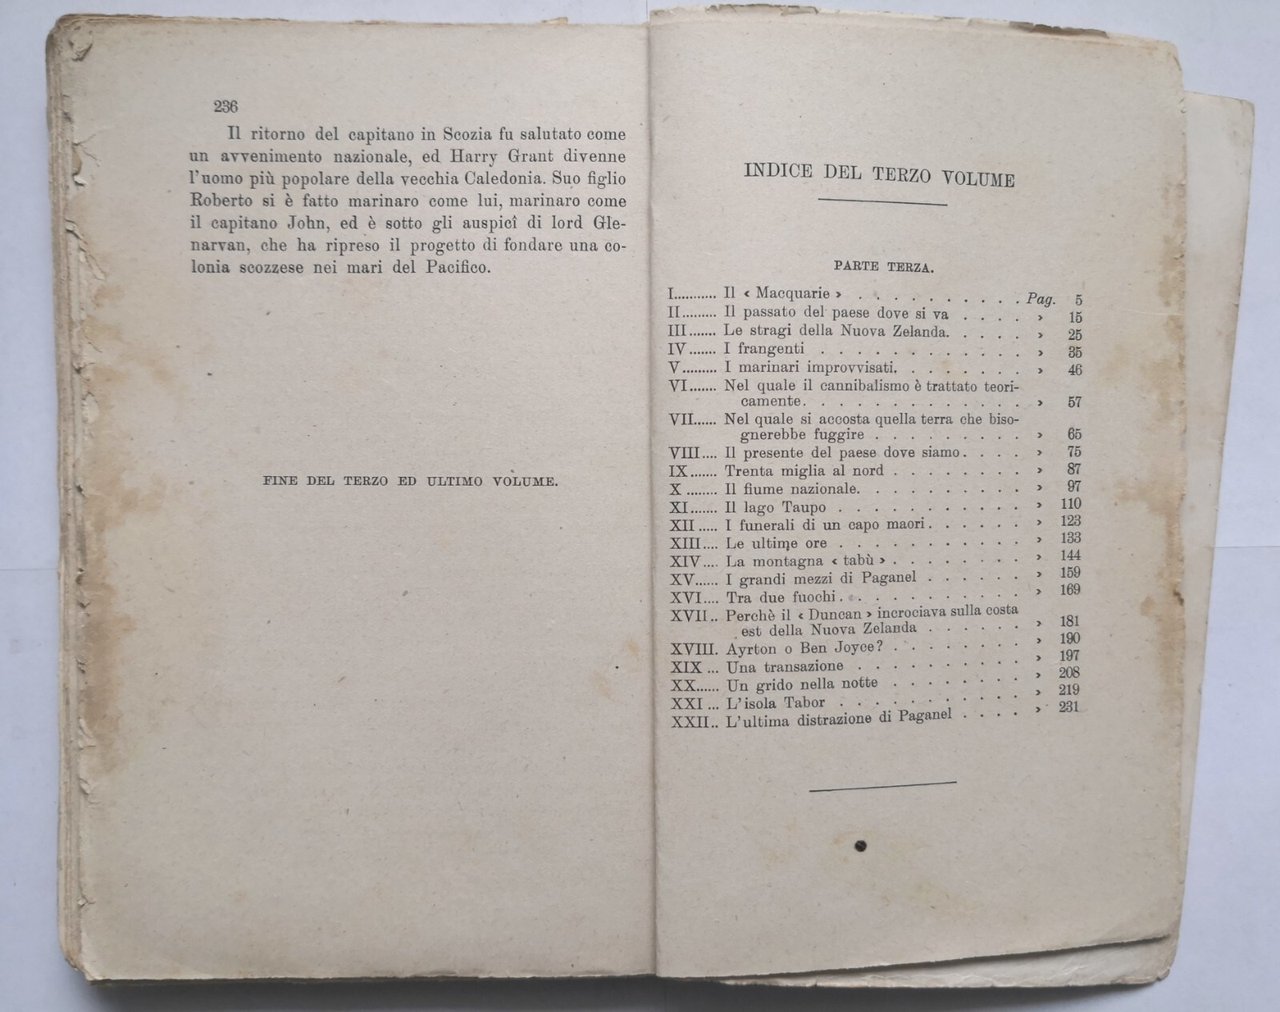 236
Il ritorno del capitano in Scozia fu salutato come
un avvenimento nazionale, ed Harry Grant divenne
l'uomo più popolare della vecchia Caledonia. Suo figlio
Roberto si è fatto marinaro come lui, marinaro come
il capitano John, ed è sotto gli auspicî di lord Gle-
narvan, che ha ripreso il progetto di fondare una co-
lonia scozzese nei mari del Pacifico.
FINE DEL TERZO ED ULTIMO VOLUME.
INDICE DEL TERZO VOLUME
PARTE TERZA.
I........... Il « Macquarie » . . . . . . . . . . Pag. 5
II......... Il passato del paese dove si va . . . . » 15
III....... Le stragi della Nuova Zelanda. . . . . » 25
IV....... I frangenti . . . . . . . . . . . . » 35
V......... I marinari improvvisati. . . . . . . . » 46
VI....... Nel quale il cannibalismo è trattato teori-
camente. . . . . . . . . . . . . » 57
VII...... Nel quale si accosta quella terra che biso-
gnerebbe fuggire . . . . . . . . . » 65
VIII.... Il presente del paese dove siamo. . . . » 75
IX....... Trenta miglia al nord . . . . . . . . » 87
X ........ Il fiume nazionale. . . . . . . . . . » 97
XI....... Il lago Taupo . . . . . . . . . . . » 110
XII ..... I funerali di un capo maori. . . . . . » 123
XIII.... Le ultime ore . . . . . . . . . . . » 133
XIV.... La montagna « tabù » . . . . . . . . » 144
XV...... I grandi mezzi di Paganel . . . . . . » 159
XVI.... Tra due fuochi. . . . . . . . . . . » 169
XVII.. Perchè il « Duncan » incrociava sulla costa
est della Nuova Zelanda . . . . . . » 181
XVIII. Ayrton o Ben Joyce? . . . . . . . . » 190
XIX ... Una transazione . . . . . . . . . . » 197
XX...... Un grido nella notte . . . . . . . . » 208
XXI ... L'isola Tabor . . . . . . . . . . . » 219
XXII.. L'ultima distrazione di Paganel . . . . » 231